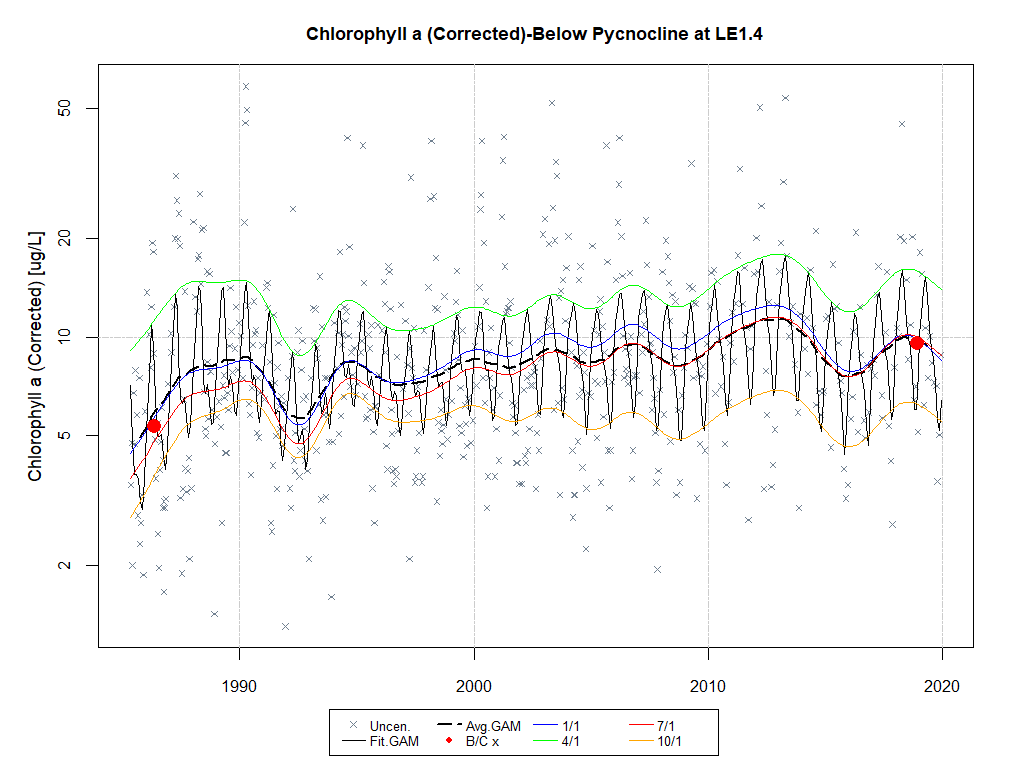 Chlorophyll a (Corrected)-Below Pycnocline at LE1.4
Chlorophyll a (Corrected) [ug/L]
50
20
10
5
2
1990 2000 2010 2020
Uncen. Avg.GAM 1/1 7/1
Fit.GAM B/C x 4/1 10/1